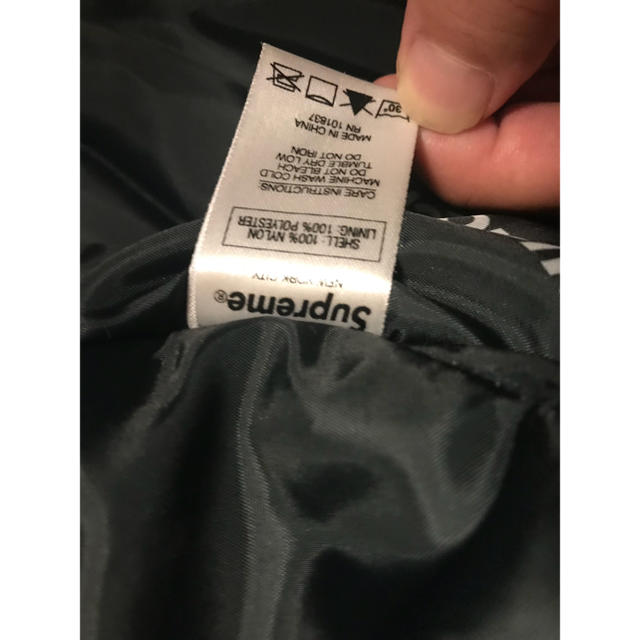 Supreme®
NEW YORK CITY
SHELL: 100% NYLON
LINING: 100% POLYESTER
CARE INSTRUCTIONS:
MACHINE WASH COLD
DO NOT BLEACH
TUMBLE DRY LOW
DO NOT IRON
MADE IN CHINA
RN 101837
30°